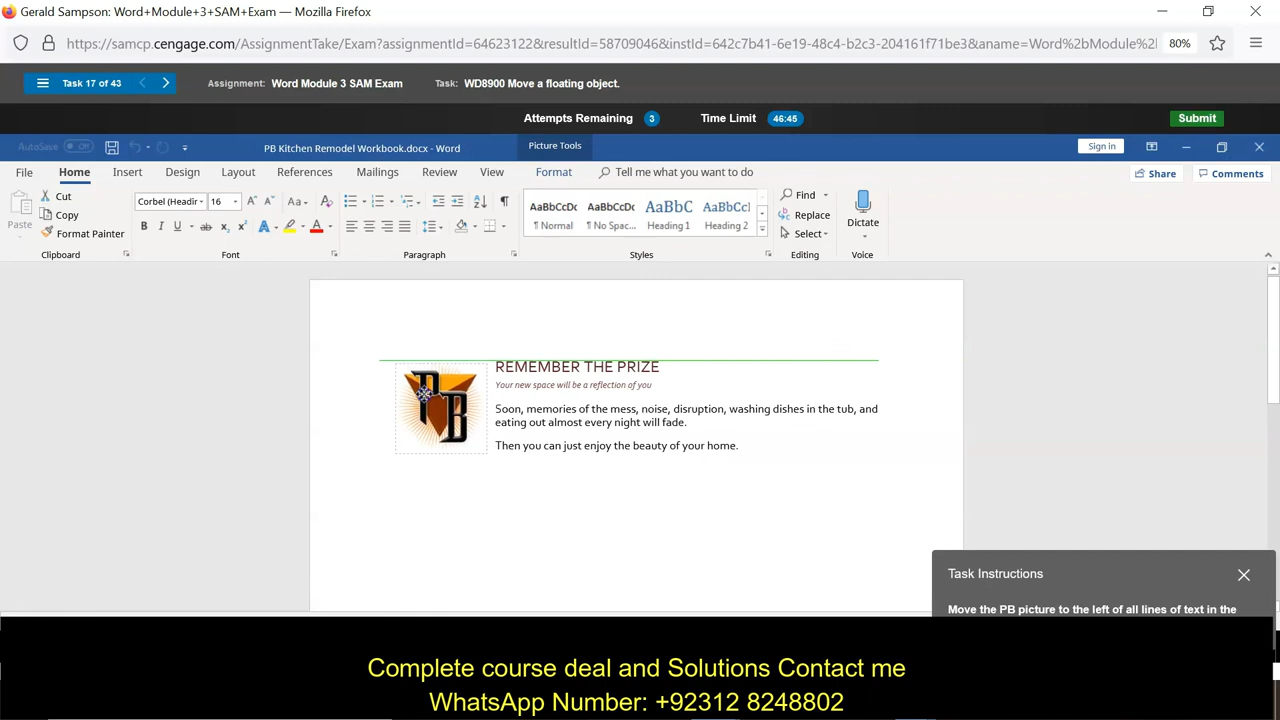 Gerald Sampson: Word+Module+3+SAM+Exam — Mozilla Firefox
https://samcp.cengage.com/AssignmentTake/Exam?assignmentId=64623122&resultId=58709046&instId=642c7b41-6e19-48c4-b2c3-204161f71be3&aname=Word%2bModule%2 80%
Task 17 of 43 Assignment: Word Module 3 SAM Exam Task: WD8900 Move a floating object.
Attempts Remaining 3 Time Limit 46:45 Submit
AutoSave Off PB Kitchen Remodel Workbook.docx - Word Picture Tools Sign in
File Home Insert Design Layout References Mailings Review View Format Tell me what you want to do Share Comments
Paste Cut Copy Format Painter
Corbel (Headir 16 Aa
B I U ab x₂ x² A A
AaBbCcDc AaBbCcDc AaBbC AaBbCcI
¶ Normal ¶ No Spac... Heading 1 Heading 2
Find Replace Select Dictate
Clipboard Font Paragraph Styles Editing Voice
REMEMBER THE PRIZE
Your new space will be a reflection of you
PB
Soon, memories of the mess, noise, disruption, washing dishes in the tub, and
eating out almost every night will fade.
Then you can just enjoy the beauty of your home.
Task Instructions
Move the PB picture to the left of all lines of text in the
Complete course deal and Solutions Contact me
WhatsApp Number: +92312 8248802